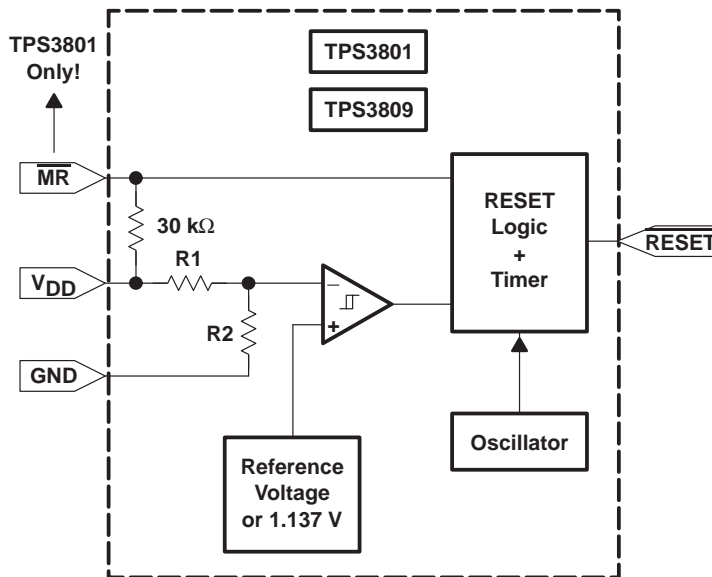 TPS3801
Only!
TPS3801
TPS3809
MR
30 kΩ
R1
VDD
R2
GND
−
+
RESET
Logic
+
Timer
RESET
Oscillator
Reference
Voltage
or 1.137 V